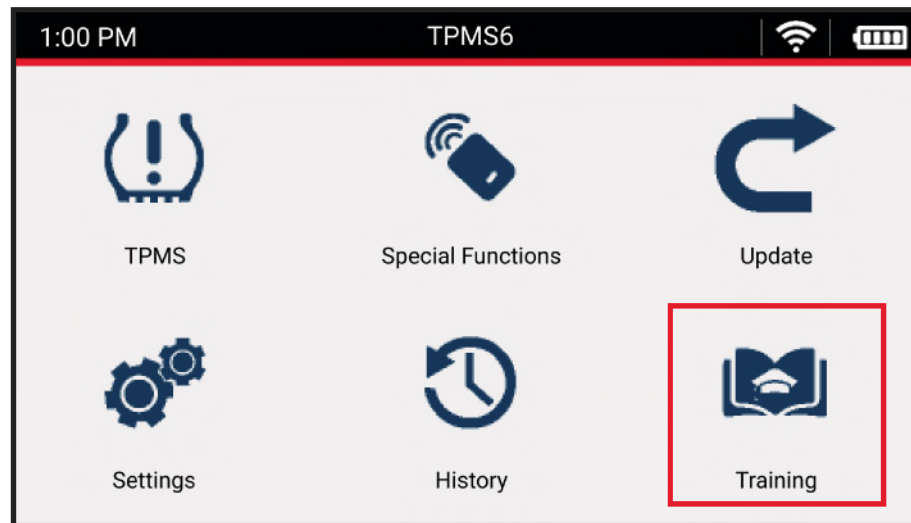 1:00 PM TPMS6
TPMS Special Functions Update
Settings History Training